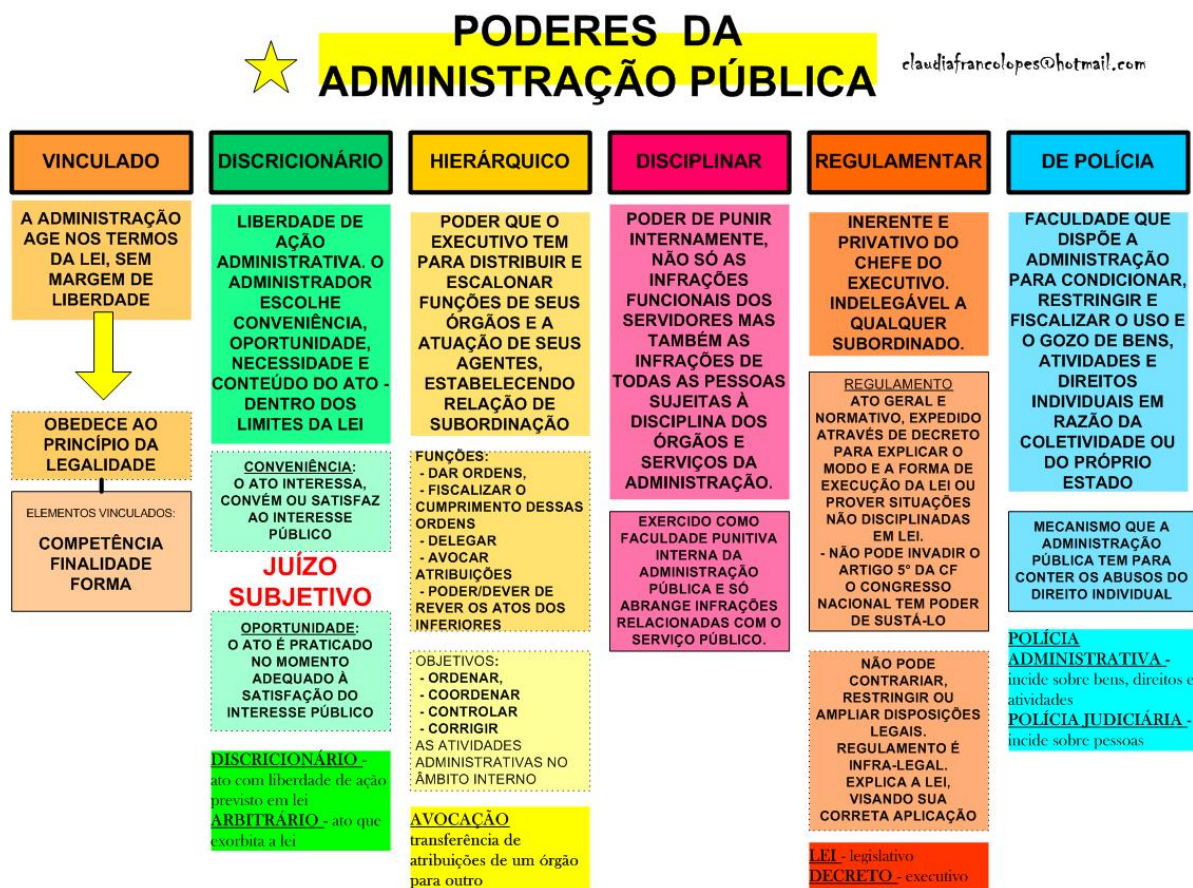 PODERES DA
ADMINISTRAÇÃO PÚBLICA
claudiafrancolopes@hotmail.com
VINCULADO
A ADMINISTRAÇÃO
AGE NOS TERMOS
DA LEI, SEM
MARGEM DE
LIBERDADE
OBEDECE AO
PRINCÍPIO DA
LEGALIDADE
ELEMENTOS VINCULADOS:
COMPETÊNCIA
FINALIDADE
FORMA
DISCRICIONÁRIO
LIBERDADE DE
AÇÃO
ADMINISTRATIVA. O
ADMINISTRADOR
ESCOLHE
CONVENIÊNCIA,
OPORTUNIDADE,
NECESSIDADE E
CONTEÚDO DO ATO -
DENTRO DOS
LIMITES DA LEI
CONVENIÊNCIA:
O ATO INTERESSA,
CONVÉM OU SATISFAZ
AO INTERESSE
PÚBLICO
JUÍZO
SUBJETIVO
OPORTUNIDADE:
O ATO É PRATICADO
NO MOMENTO
ADEQUADO À
SATISFAÇÃO DO
INTERESSE PÚBLICO
DISCRICIONÁRIO -
ato com liberdade de ação
previsto em lei
ARBITRÁRIO - ato que
exorbita a lei
HIERÁRQUICO
PODER QUE O
EXECUTIVO TEM
PARA DISTRIBUIR E
ESCALONAR
FUNÇÕES DE SEUS
ÓRGÃOS E A
ATUAÇÃO DE SEUS
AGENTES,
ESTABELECENDO
RELAÇÃO DE
SUBORDINAÇÃO
FUNÇÕES:
- DAR ORDENS,
- FISCALIZAR O
CUMPRIMENTO DESSAS
ORDENS
- DELEGAR
- AVOCAR
ATRIBUIÇÕES
- PODER/DEVER DE
REVER OS ATOS DOS
INFERIORES
OBJETIVOS:
- ORDENAR,
- COORDENAR
- CONTROLAR
- CORRIGIR
AS ATIVIDADES
ADMINISTRATIVAS NO
ÂMBITO INTERNO
AVOCAÇÃO
transferência de
atribuições de um órgão
para outro
DISCIPLINAR
PODER DE PUNIR
INTERNAMENTE,
NÃO SÓ AS
INFRAÇÕES
FUNCIONAIS DOS
SERVIDORES MAS
TAMBÉM AS
INFRAÇÕES DE
TODAS AS PESSOAS
SUJEITAS À
DISCIPLINA DOS
ÓRGÃOS E
SERVIÇOS DA
ADMINISTRAÇÃO.
EXERCIDO COMO
FACULDADE PUNITIVA
INTERNA DA
ADMINISTRAÇÃO
PÚBLICA E SÓ
ABRANGE INFRAÇÕES
RELACIONADAS COM O
SERVIÇO PÚBLICO.
REGULAMENTAR
INERENTE E
PRIVATIVO DO
CHEFE DO
EXECUTIVO.
INDELEGÁVEL A
QUALQUER
SUBORDINADO.
REGULAMENTO
ATO GERAL E
NORMATIVO, EXPEDIDO
ATRAVÉS DE DECRETO
PARA EXPLICAR O
MODO E A FORMA DE
EXECUÇÃO DA LEI OU
PROVER SITUAÇÕES
NÃO DISCIPLINADAS
EM LEI.
- NÃO PODE INVADIR O
ARTIGO 5° DA CF
O CONGRESSO
NACIONAL TEM PODER
DE SUSTÁ-LO
NÃO PODE
CONTRARIAR,
RESTRINGIR OU
AMPLIAR DISPOSIÇÕES
LEGAIS.
REGULAMENTO É
INFRA-LEGAL.
EXPLICA A LEI,
VISANDO SUA
CORRETA APLICAÇÃO
LEI - legislativo
DECRETO - executivo
DE POLÍCIA
FACULDADE QUE
DISPÕE A
ADMINISTRAÇÃO
PARA CONDICIONAR,
RESTRINGIR E
FISCALIZAR O USO E
O GOZO DE BENS,
ATIVIDADES E
DIREITOS
INDIVIDUAIS EM
RAZÃO DA
COLETIVIDADE OU
DO PRÓPRIO
ESTADO
MECANISMO QUE A
ADMINISTRAÇÃO
PÚBLICA TEM PARA
CONTER OS ABUSOS DO
DIREITO INDIVIDUAL
POLÍCIA
ADMINISTRATIVA -
incide sobre bens, direitos e
atividades
POLÍCIA JUDICIÁRIA -
incide sobre pessoas